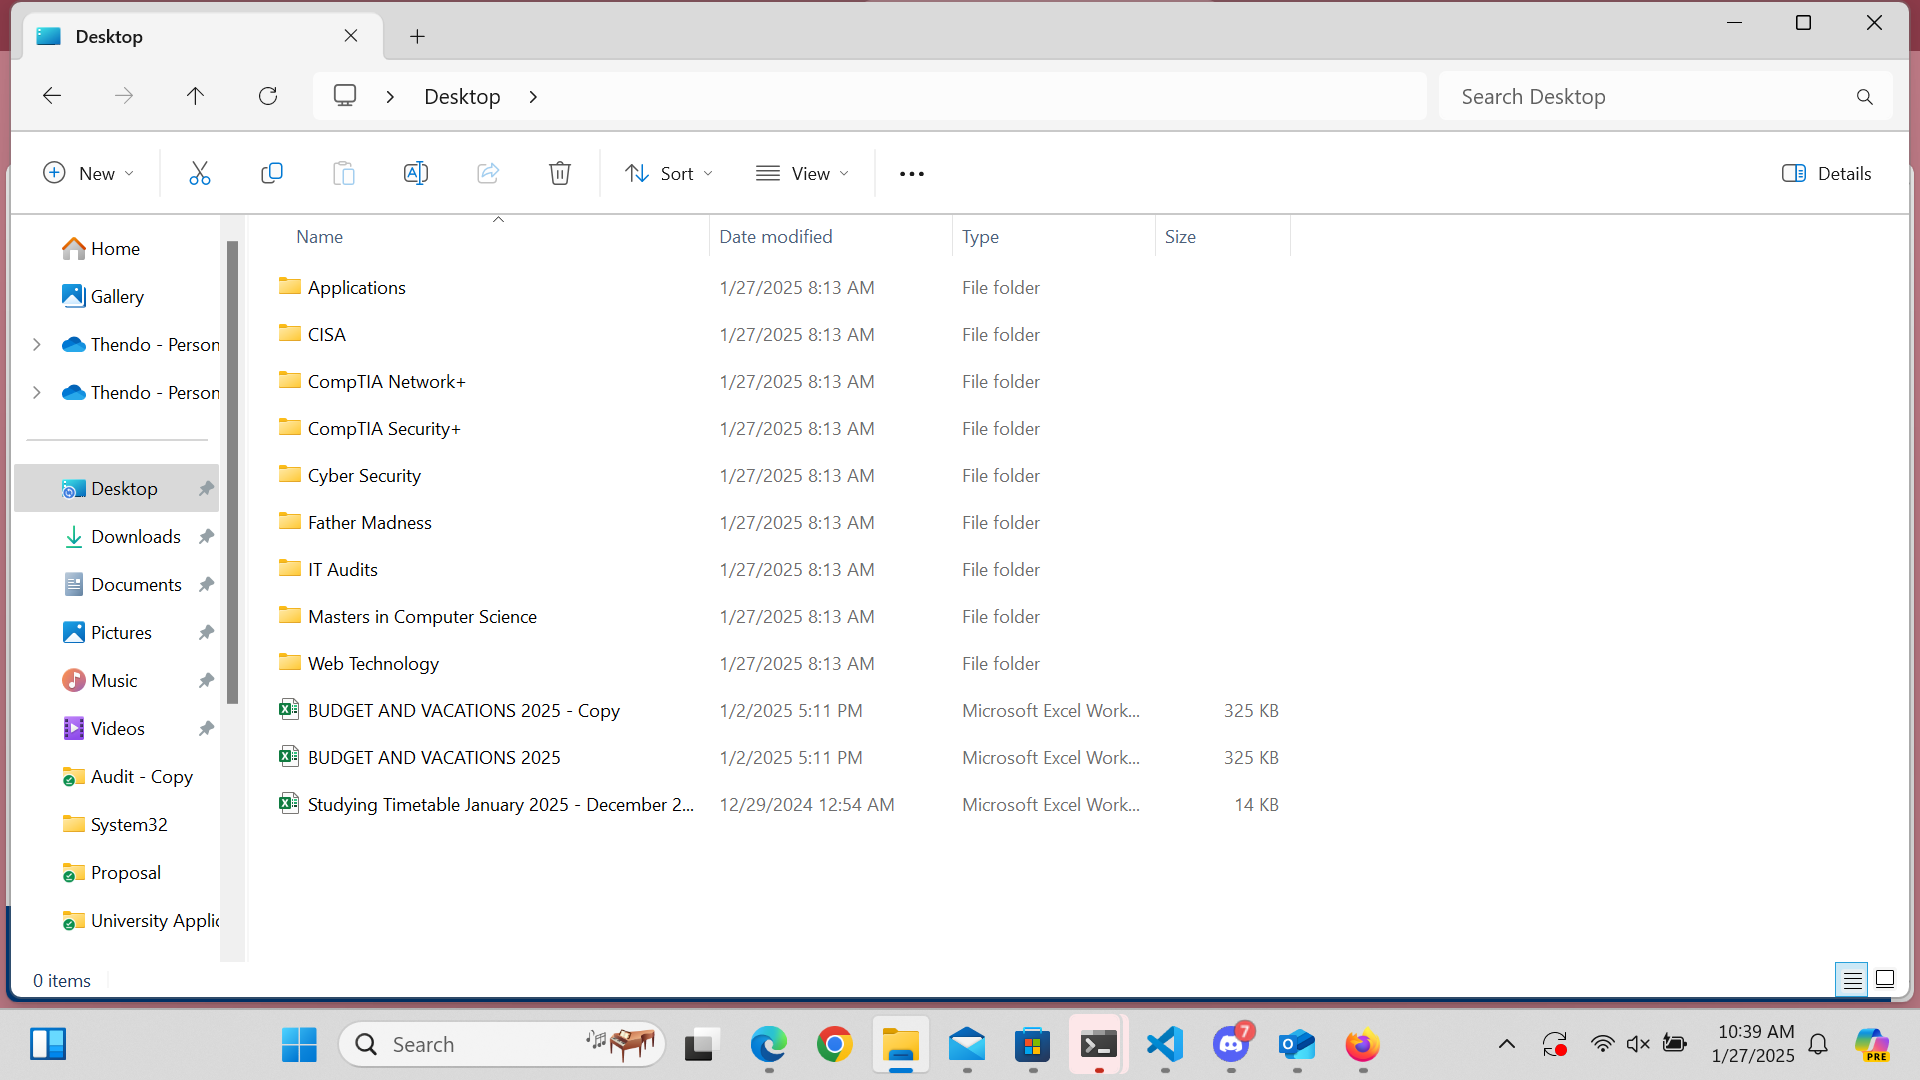 Desktop
Desktop
Search Desktop
New
Sort
View
Details
Home
Gallery
Thendo - Person
Thendo - Person
Desktop
Downloads
Documents
Pictures
Music
Videos
Audit - Copy
System32
Proposal
University Applic
Name Date modified Type Size
Applications 1/27/2025 8:13 AM File folder
CISA 1/27/2025 8:13 AM File folder
CompTIA Network+ 1/27/2025 8:13 AM File folder
CompTIA Security+ 1/27/2025 8:13 AM File folder
Cyber Security 1/27/2025 8:13 AM File folder
Father Madness 1/27/2025 8:13 AM File folder
IT Audits 1/27/2025 8:13 AM File folder
Masters in Computer Science 1/27/2025 8:13 AM File folder
Web Technology 1/27/2025 8:13 AM File folder
BUDGET AND VACATIONS 2025 - Copy 1/2/2025 5:11 PM Microsoft Excel Work... 325 KB
BUDGET AND VACATIONS 2025 1/2/2025 5:11 PM Microsoft Excel Work... 325 KB
Studying Timetable January 2025 - December 2... 12/29/2024 12:54 AM Microsoft Excel Work... 14 KB
0 items
Search
7
10:39 AM
1/27/2025
PRE